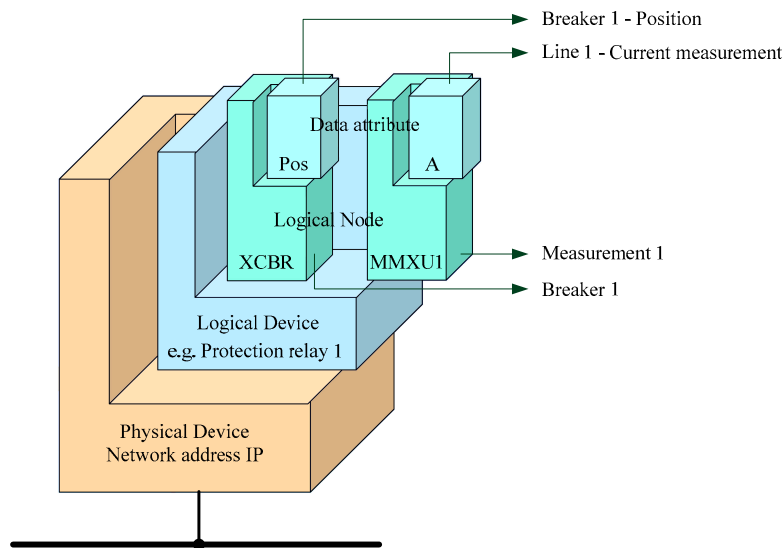 Breaker 1 - Position
Line 1 - Current measurement
Data attribute
Pos
A
Logical Node
XCBR
MMXU1
Measurement 1
Breaker 1
Logical Device
e.g. Protection relay 1
Physical Device
Network address IP